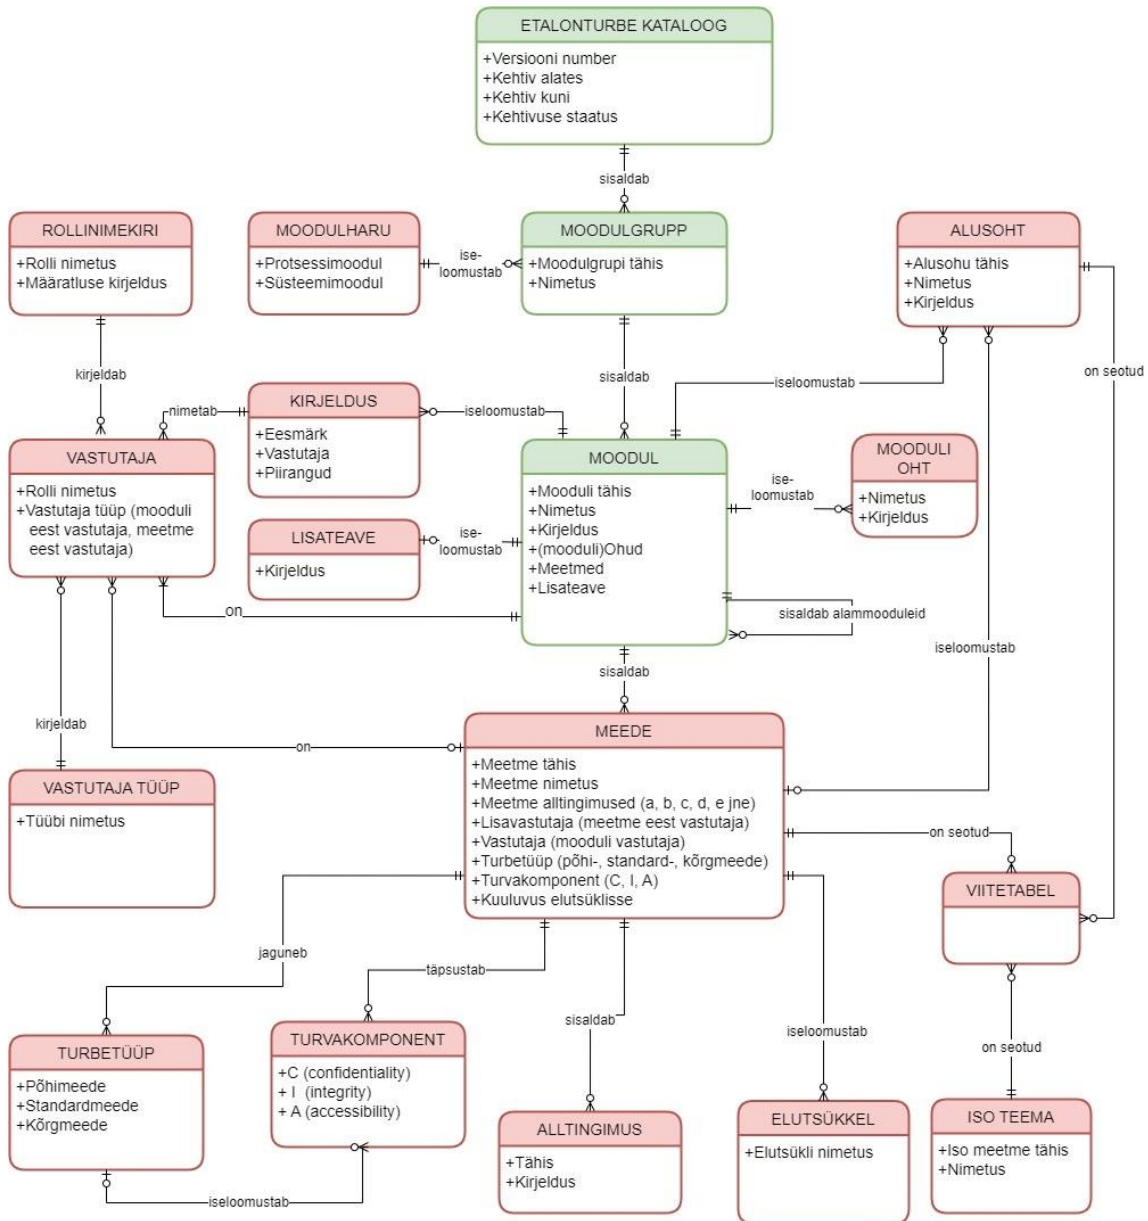 ETALONTURBE KATALOOG
+Versiooni number
+Kehtiv alates
+Kehtiv kuni
+Kehtivuse staatus
sisaldab
ROLLINIMEKIRI
+Rolli nimetus
+Määratluse kirjeldus
MOODULHARU
+Protsessimoodul
+Süsteemimoodul
ise-
loomustab
MOODULGRUPP
+Moodulgrupi tähis
+Nimetus
ALUSOHT
+Alusohu tähis
+Nimetus
+Kirjeldus
kirjeldab
sisaldab
iseloomustab
on seotud
nimetab
KIRJELDUS
+Eesmärk
+Vastutaja
+Piirangud
iseloomustab
VASTUTAJA
+Rolli nimetus
+Vastutaja tüüp (mooduli
eest vastutaja, meetme
eest vastutaja)
MOODUL
+Mooduli tähis
+Nimetus
+Kirjeldus
+(mooduli)Ohud
+Meetmed
+Lisateave
ise-
loomustab
MOODULI
OHT
+Nimetus
+Kirjeldus
LISATEAVE
+Kirjeldus
ise-
loomustab
on
sisaldab alammooduleid
iseloomustab
sisaldab
kirjeldab
on
MEEDE
+Meetme tähis
+Meetme nimetus
+Meetme alltingimused (a, b, c, d, e jne)
+Lisavastutaja (meetme eest vastutaja)
+Vastutaja (mooduli vastutaja)
+Turbetüüp (põhi-, standard-, kõrgmeede)
+Turvakomponent (C, I, A)
+Kuuluvus elutsüklisse
VASTUTAJA TÜÜP
+Tüübi nimetus
on seotud
VIITETABEL
jaguneb
täpsustab
sisaldab
iseloomustab
on seotud
TURBETÜÜP
+Põhimeede
+Standardmeede
+Kõrgmeede
TURVAKOMPONENT
+C (confidentiality)
+ I (integrity)
+ A (accessibility)
iseloomustab
ALLTINGIMUS
+Tähis
+Kirjeldus
ELUTSÜKKEL
+Elutsükli nimetus
ISO TEEMA
+Iso meetme tähis
+Nimetus